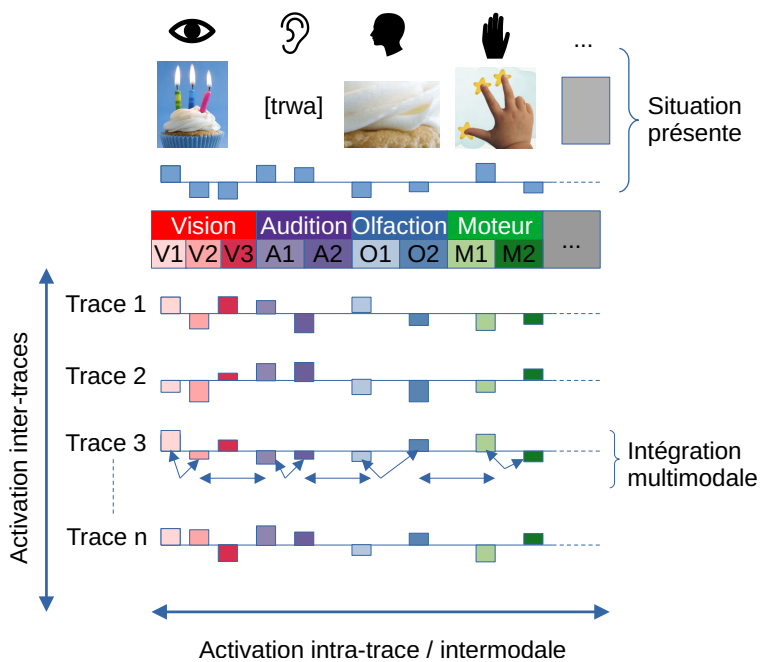 ...
[trwa]
Situation
présente
Vision Audition Olfaction Moteur
V1 V2 V3 A1 A2 O1 O2 M1 M2 ...
Activation inter-traces
Trace 1
Trace 2
Trace 3
Intégration
multimodale
Trace n
Activation intra-trace / intermodale